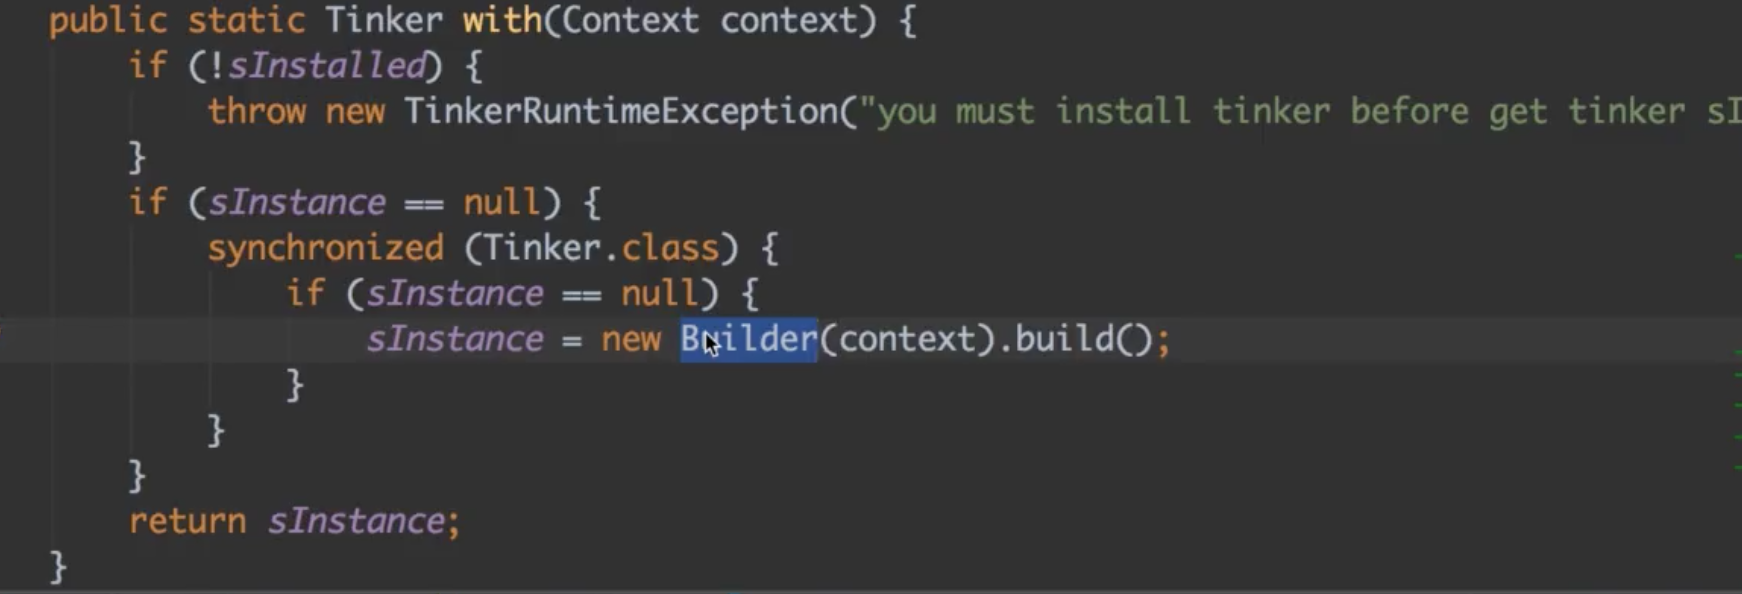 public static Tinker with(Context context) {
if (!sInstalled) {
throw new TinkerRuntimeException("you must install tinker before get tinker sI
}
if (sInstance == null) {
synchronized (Tinker.class) {
if (sInstance == null) {
sInstance = new Builder(context).build();
}
}
}
return sInstance;
}